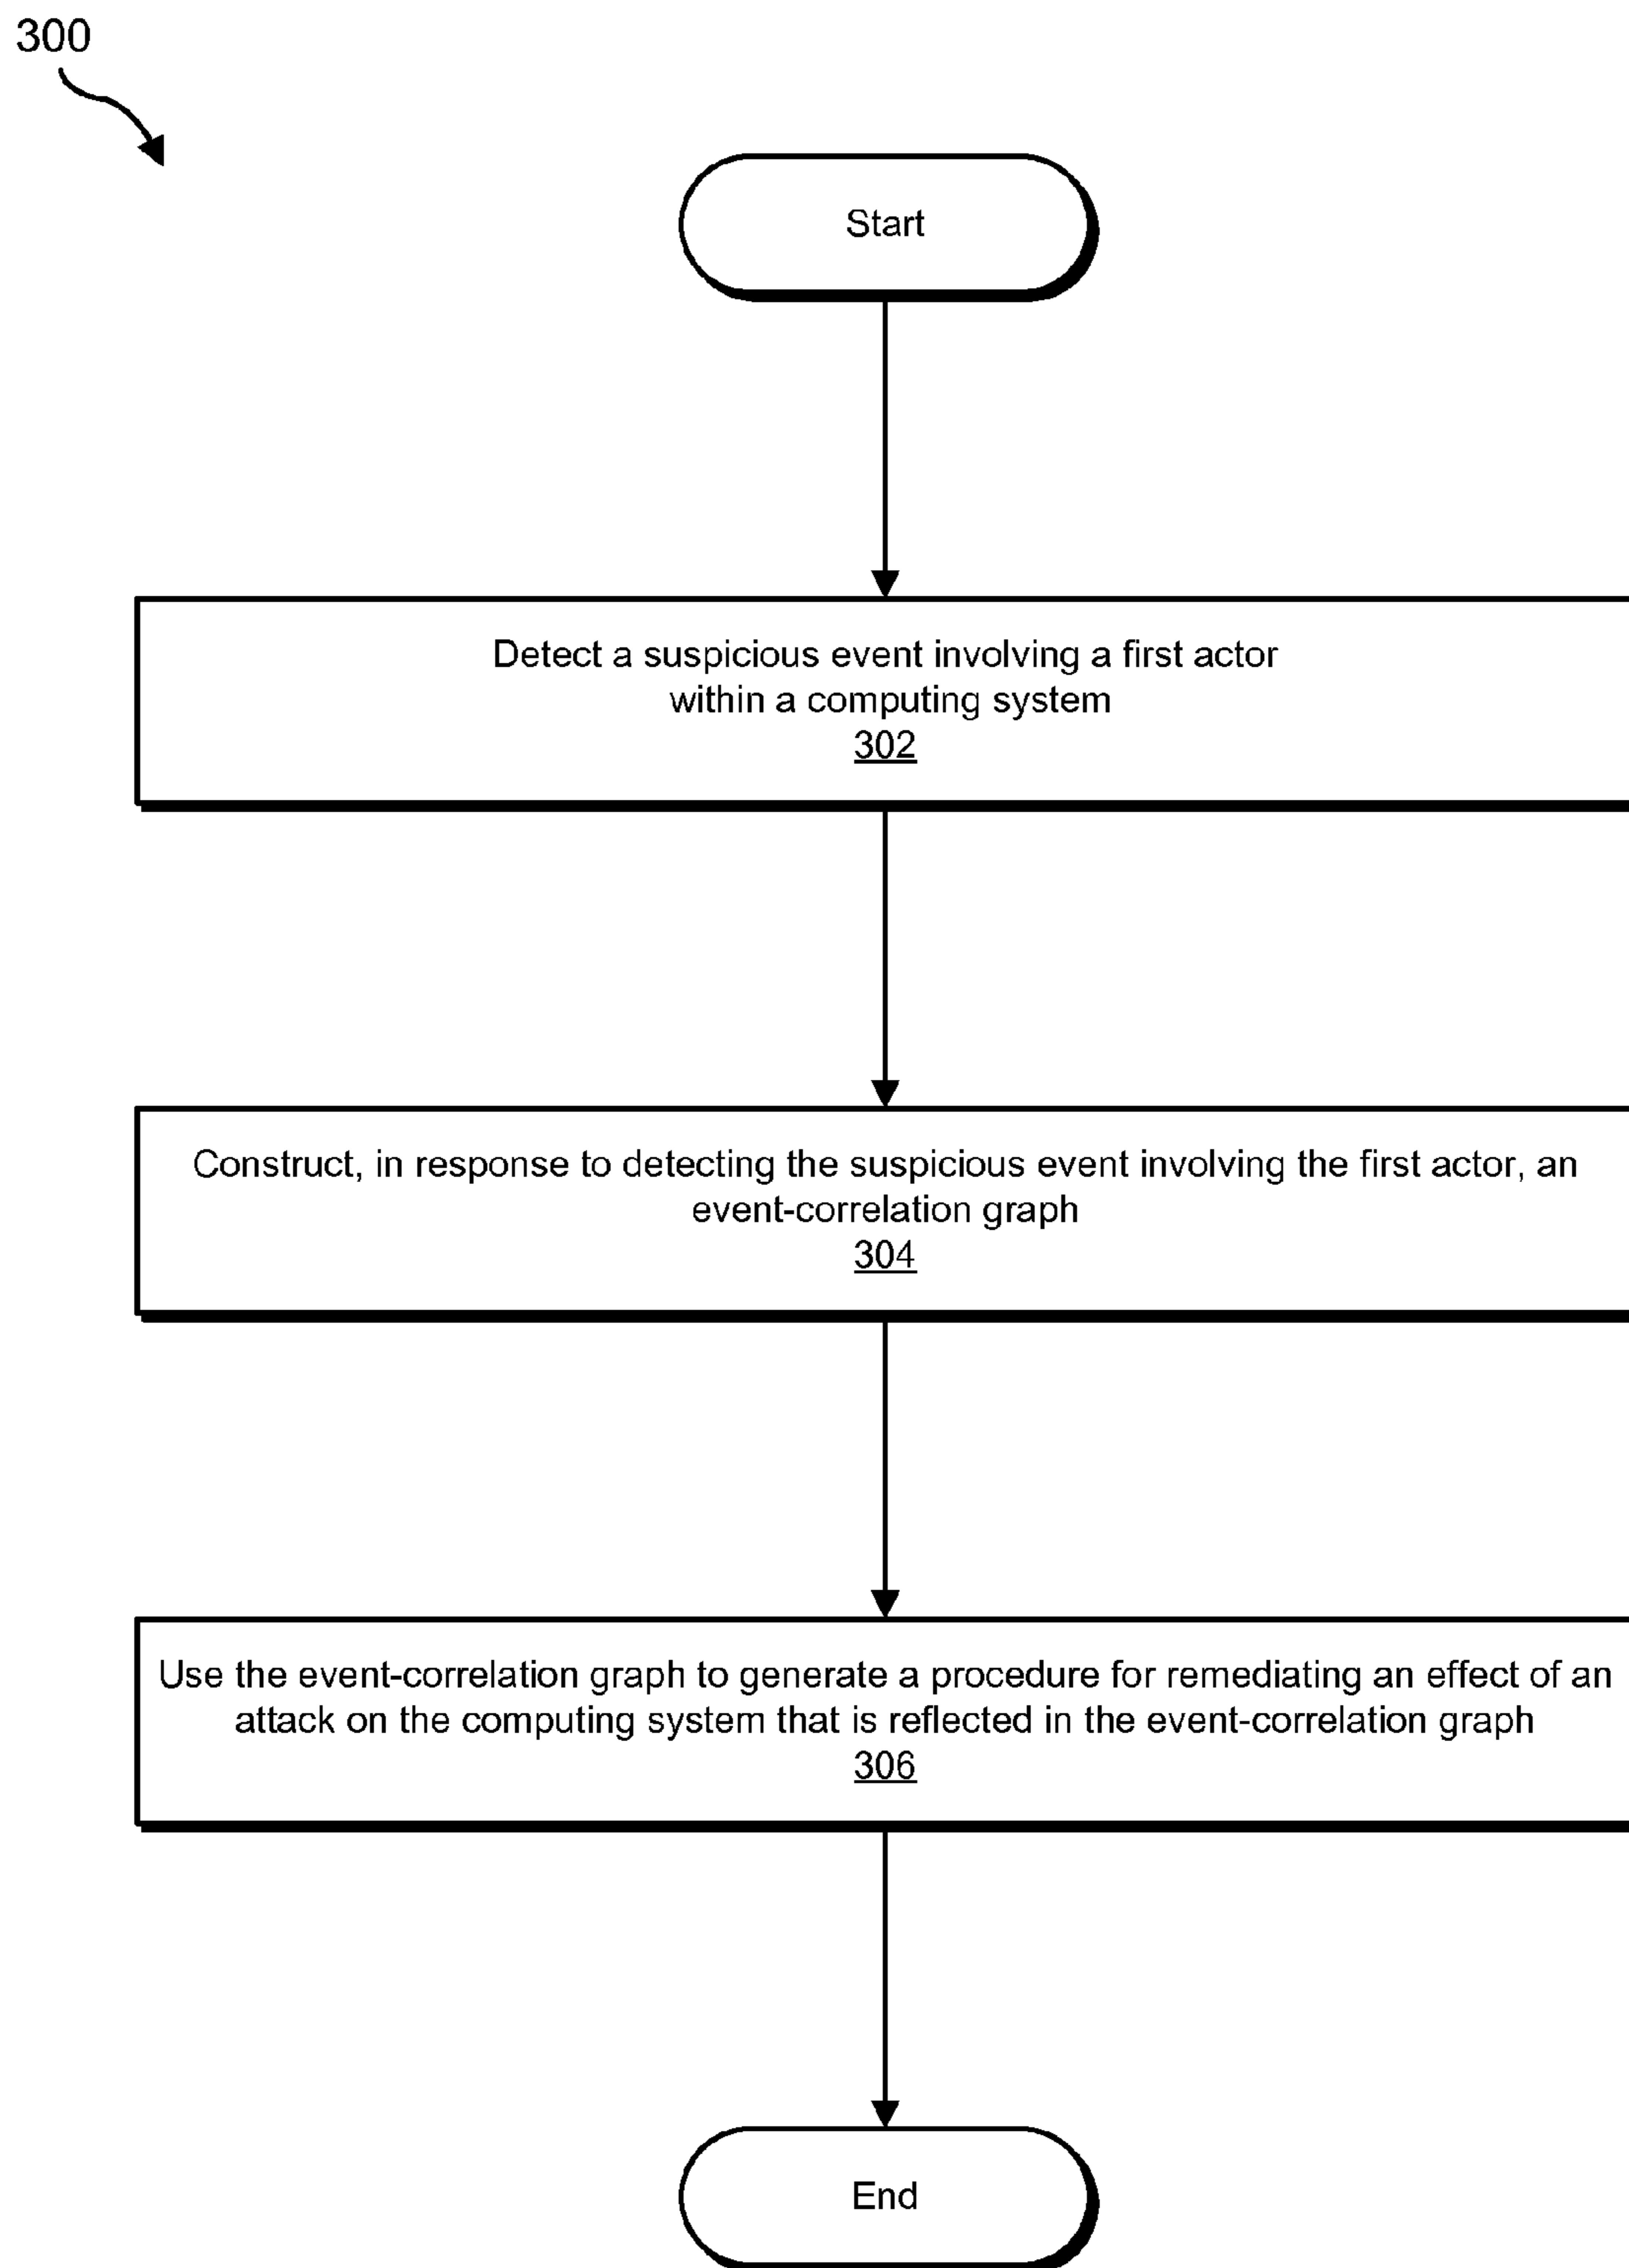 300
Start
Detect a suspicious event involving a first actor
within a computing system
302
Construct, in response to detecting the suspicious event involving the first actor, an
event-correlation graph
304
Use the event-correlation graph to generate a procedure for remediating an effect of an
attack on the computing system that is reflected in the event-correlation graph
306
End